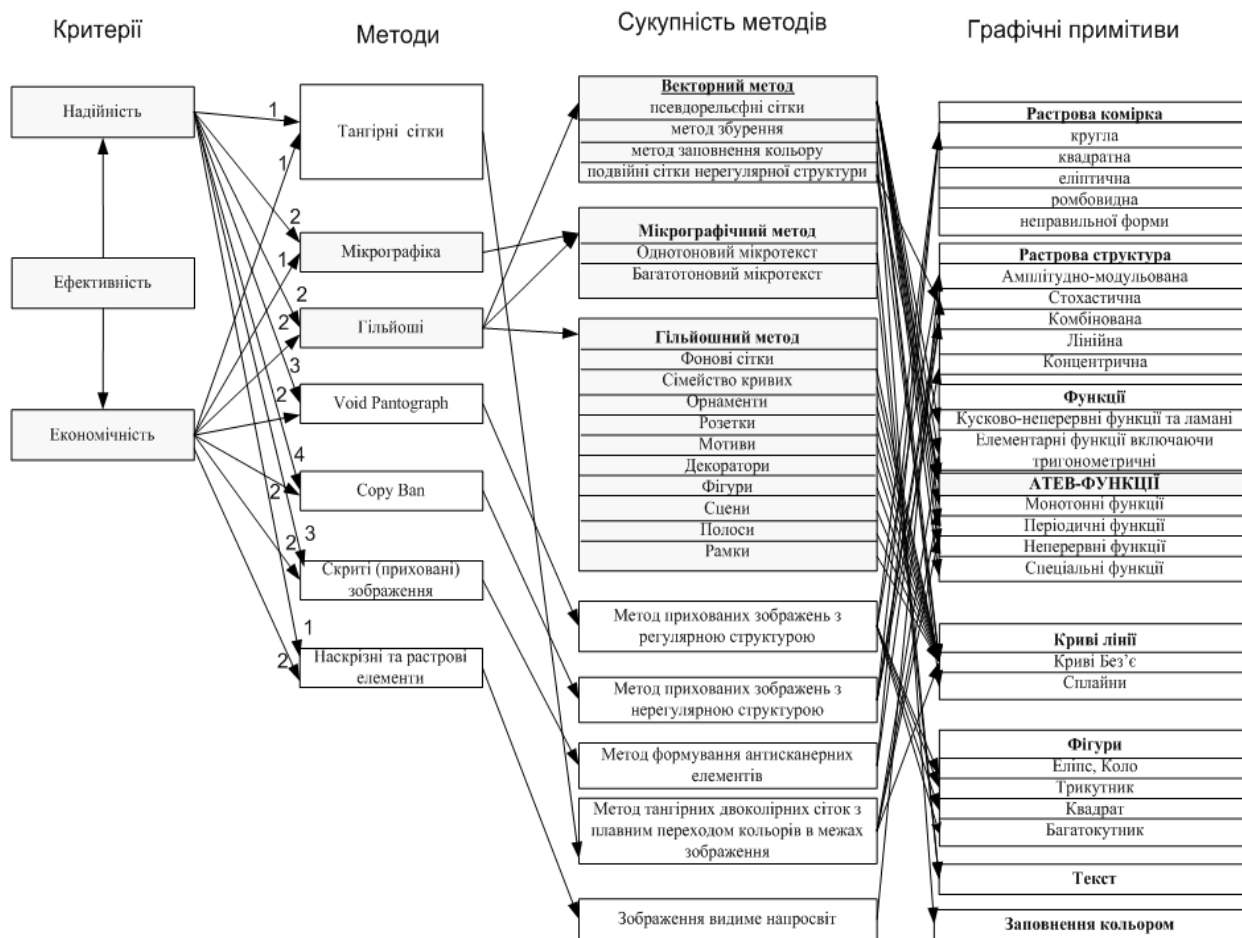 Критерії
Методи
Сукупність методів
Графічні примітиви
Надійність
Ефективність
Економічність
1
1
2
1
2
2
3
2
4
2
3
2
1
2
Тангірні сітки
Мікрографіка
Гільйоші
Void Pantograph
Copy Ban
Скриті (приховані)
зображення
Наскрізні та растрові
елементи
Векторний метод
псевдорельєфні сітки
метод збурення
метод заповнення кольору
подвійні сітки нерегулярної структури
Мікрографічний метод
Однотоновий мікротекст
Багатотоновий мікротекст
Гільйошний метод
Фонові сітки
Сімейство кривих
Орнаменти
Розетки
Мотиви
Декоратори
Фігури
Сцени
Полоси
Рамки
Метод прихованих зображень з
регулярною структурою
Метод прихованих зображень з
нерегулярною структурою
Метод формування антисканерних
елементів
Метод тангірних двоколірних сіток з
плавним переходом кольорів в межах
зображення
Зображення видиме напросвіт
Растрова комірка
кругла
квадратна
еліптична
ромбовидна
неправильної форми
Растрова структура
Амплітудно-модульована
Стохастична
Комбінована
Лінійна
Концентрична
Функції
Кусково-неперервні функції та ламані
Елементарні функції включаючи
тригонометричні
АТЕВ-ФУНКЦІЇ
Монотонні функції
Періодичні функції
Неперервні функції
Спеціальні функції
Криві лінії
Криві Без’є
Сплайни
Фігури
Еліпс, Коло
Трикутник
Квадрат
Багатокутник
Текст
Заповнення кольором